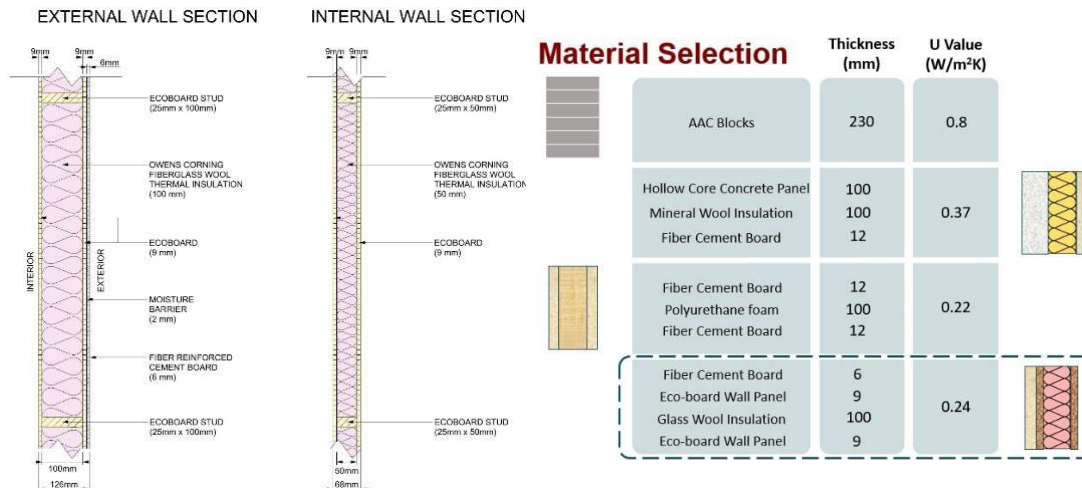 EXTERNAL WALL SECTION
9mm
9mm
6mm
ECOBOARD STUD
(25mm x 100mm)
OWENS CORNING
FIBERGLASS WOOL
THERMAL INSULATION
(100 mm)
ECOBOARD
(9 mm)
INTERIOR
EXTERIOR
MOISTURE
BARRIER
(2 mm)
FIBER REINFORCED
CEMENT BOARD
(6 mm)
ECOBOARD STUD
(25mm x 100mm)
100mm
126mm
INTERNAL WALL SECTION
9mm
9mm
ECOBOARD STUD
(25mm x 50mm)
OWENS CORNING
FIBERGLASS WOOL
THERMAL INSULATION
(50 mm)
ECOBOARD
(9 mm)
ECOBOARD STUD
(25mm x 50mm)
50mm
68mm
Material Selection
Thickness
(mm)
U Value
(W/m²K)
AAC Blocks 230 0.8
Hollow Core Concrete Panel 100
Mineral Wool Insulation 100 0.37
Fiber Cement Board 12
Fiber Cement Board 12
Polyurethane foam 100 0.22
Fiber Cement Board 12
Fiber Cement Board 6
Eco-board Wall Panel 9
0.24
Glass Wool Insulation 100
Eco-board Wall Panel 9